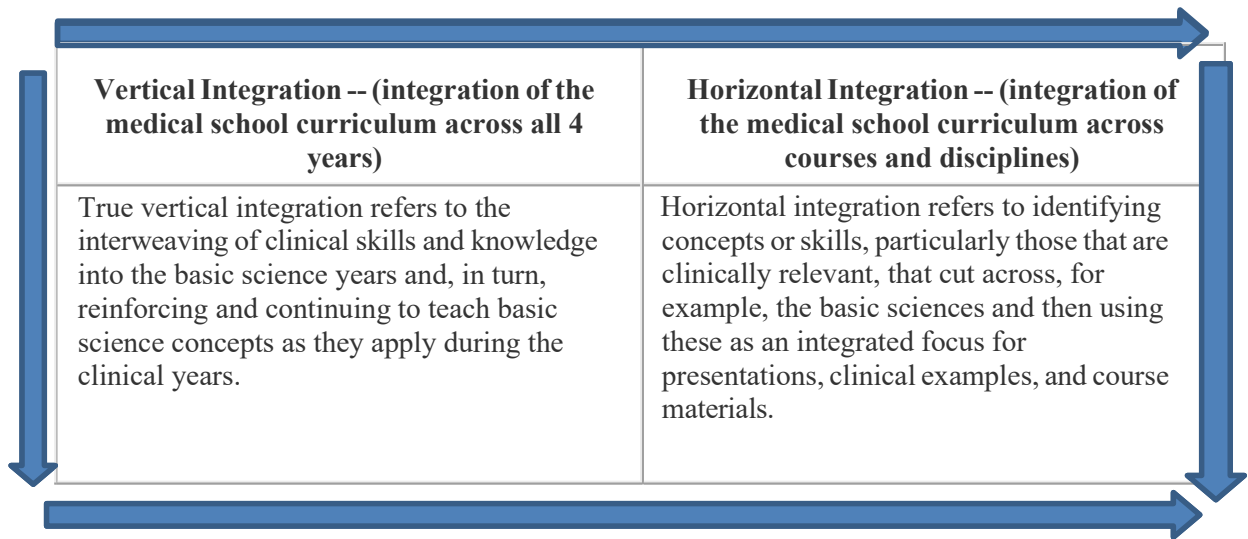 Vertical Integration -- (integration of the
medical school curriculum across all 4
years)
Horizontal Integration -- (integration of
the medical school curriculum across
courses and disciplines)
True vertical integration refers to the
interweaving of clinical skills and knowledge
into the basic science years and, in turn,
reinforcing and continuing to teach basic
science concepts as they apply during the
clinical years.
Horizontal integration refers to identifying
concepts or skills, particularly those that are
clinically relevant, that cut across, for
example, the basic sciences and then using
these as an integrated focus for
presentations, clinical examples, and course
materials.